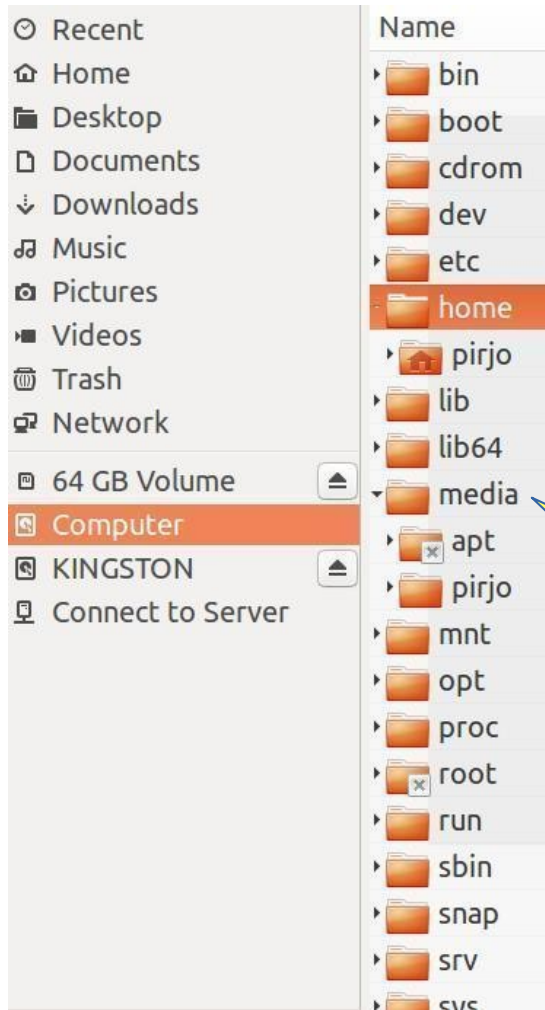 Recent
Home
Desktop
Documents
Downloads
Music
Pictures
Videos
Trash
Network
64 GB Volume
Computer
KINGSTON
Connect to Server
Name
bin
boot
cdrom
dev
etc
home
pirjo
lib
lib64
media
apt
pirjo
mnt
opt
proc
root
run
sbin
snap
srv
sys